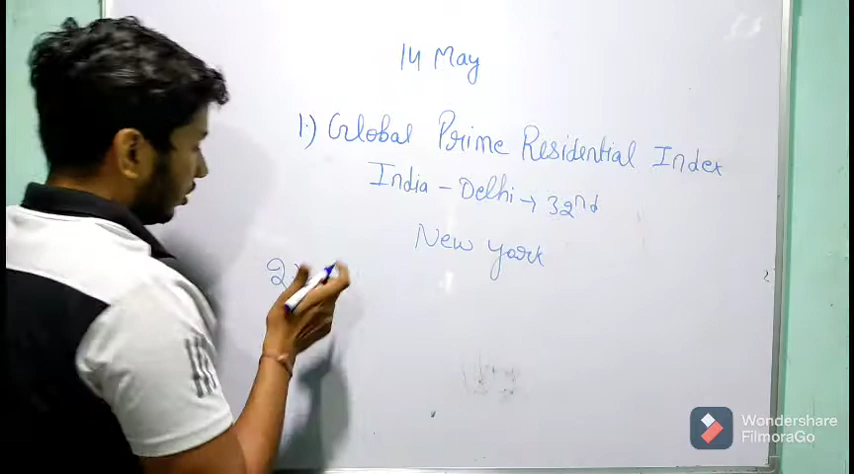 14 May
1.) Global Prime Residential Index
India - Delhi → 32nd
New York
2)
Wondershare
FilmoraGo